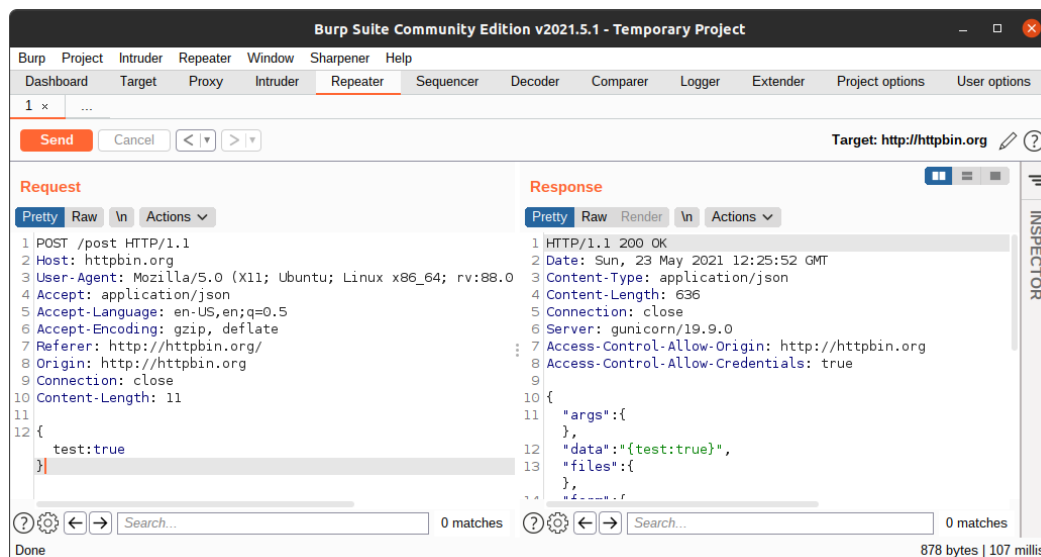 Burp Suite Community Edition v2021.5.1 - Temporary Project
Burp Project Intruder Repeater Window Sharpener Help
Dashboard Target Proxy Intruder Repeater Sequencer Decoder Comparer Logger Extender Project options User options
1 × ...
Send Cancel < > Target: http://httpbin.org ?
Request
Pretty Raw \n Actions
1 POST /post HTTP/1.1
2 Host: httpbin.org
3 User-Agent: Mozilla/5.0 (X11; Ubuntu; Linux x86_64; rv:88.0
4 Accept: application/json
5 Accept-Language: en-US,en;q=0.5
6 Accept-Encoding: gzip, deflate
7 Referer: http://httpbin.org/
8 Origin: http://httpbin.org
9 Connection: close
10 Content-Length: 11
11
12 {
test:true
}
? Search... 0 matches
Response
Pretty Raw Render \n Actions
1 HTTP/1.1 200 OK
2 Date: Sun, 23 May 2021 12:25:52 GMT
3 Content-Type: application/json
4 Content-Length: 636
5 Connection: close
6 Server: gunicorn/19.9.0
7 Access-Control-Allow-Origin: http://httpbin.org
8 Access-Control-Allow-Credentials: true
9
10 {
11 "args":{
},
12 "data":"{test:true}",
13 "files":{
},
? Search... 0 matches
INSPECTOR
Done
878 bytes | 107 millis